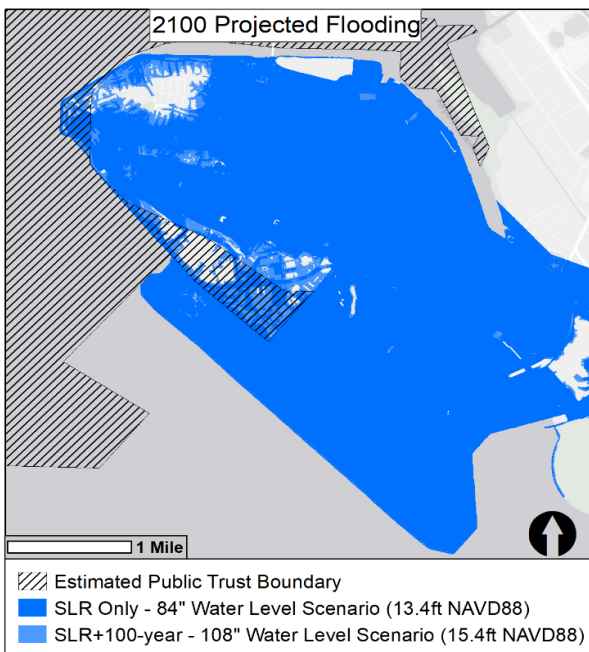 2100 Projected Flooding
1 Mile
Estimated Public Trust Boundary
SLR Only - 84" Water Level Scenario (13.4ft NAVD88)
SLR+100-year - 108" Water Level Scenario (15.4ft NAVD88)